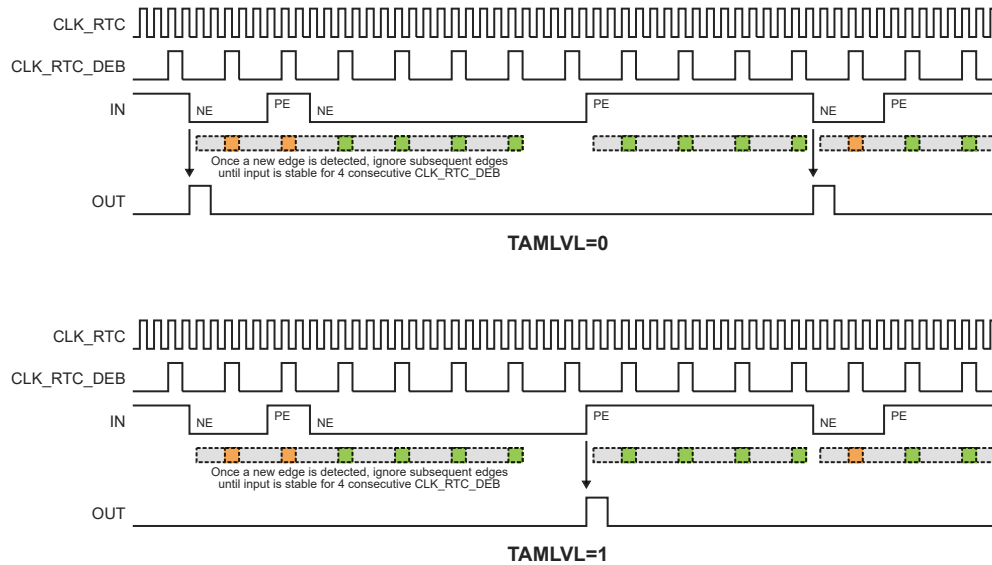 CLK_RTC
CLK_RTC_DEB
IN
NE
PE
NE
PE
NE
PE
Once a new edge is detected, ignore subsequent edges
until input is stable for 4 consecutive CLK_RTC_DEB
OUT
TAMLVL=0
CLK_RTC
CLK_RTC_DEB
IN
NE
PE
NE
PE
NE
PE
Once a new edge is detected, ignore subsequent edges
until input is stable for 4 consecutive CLK_RTC_DEB
OUT
TAMLVL=1